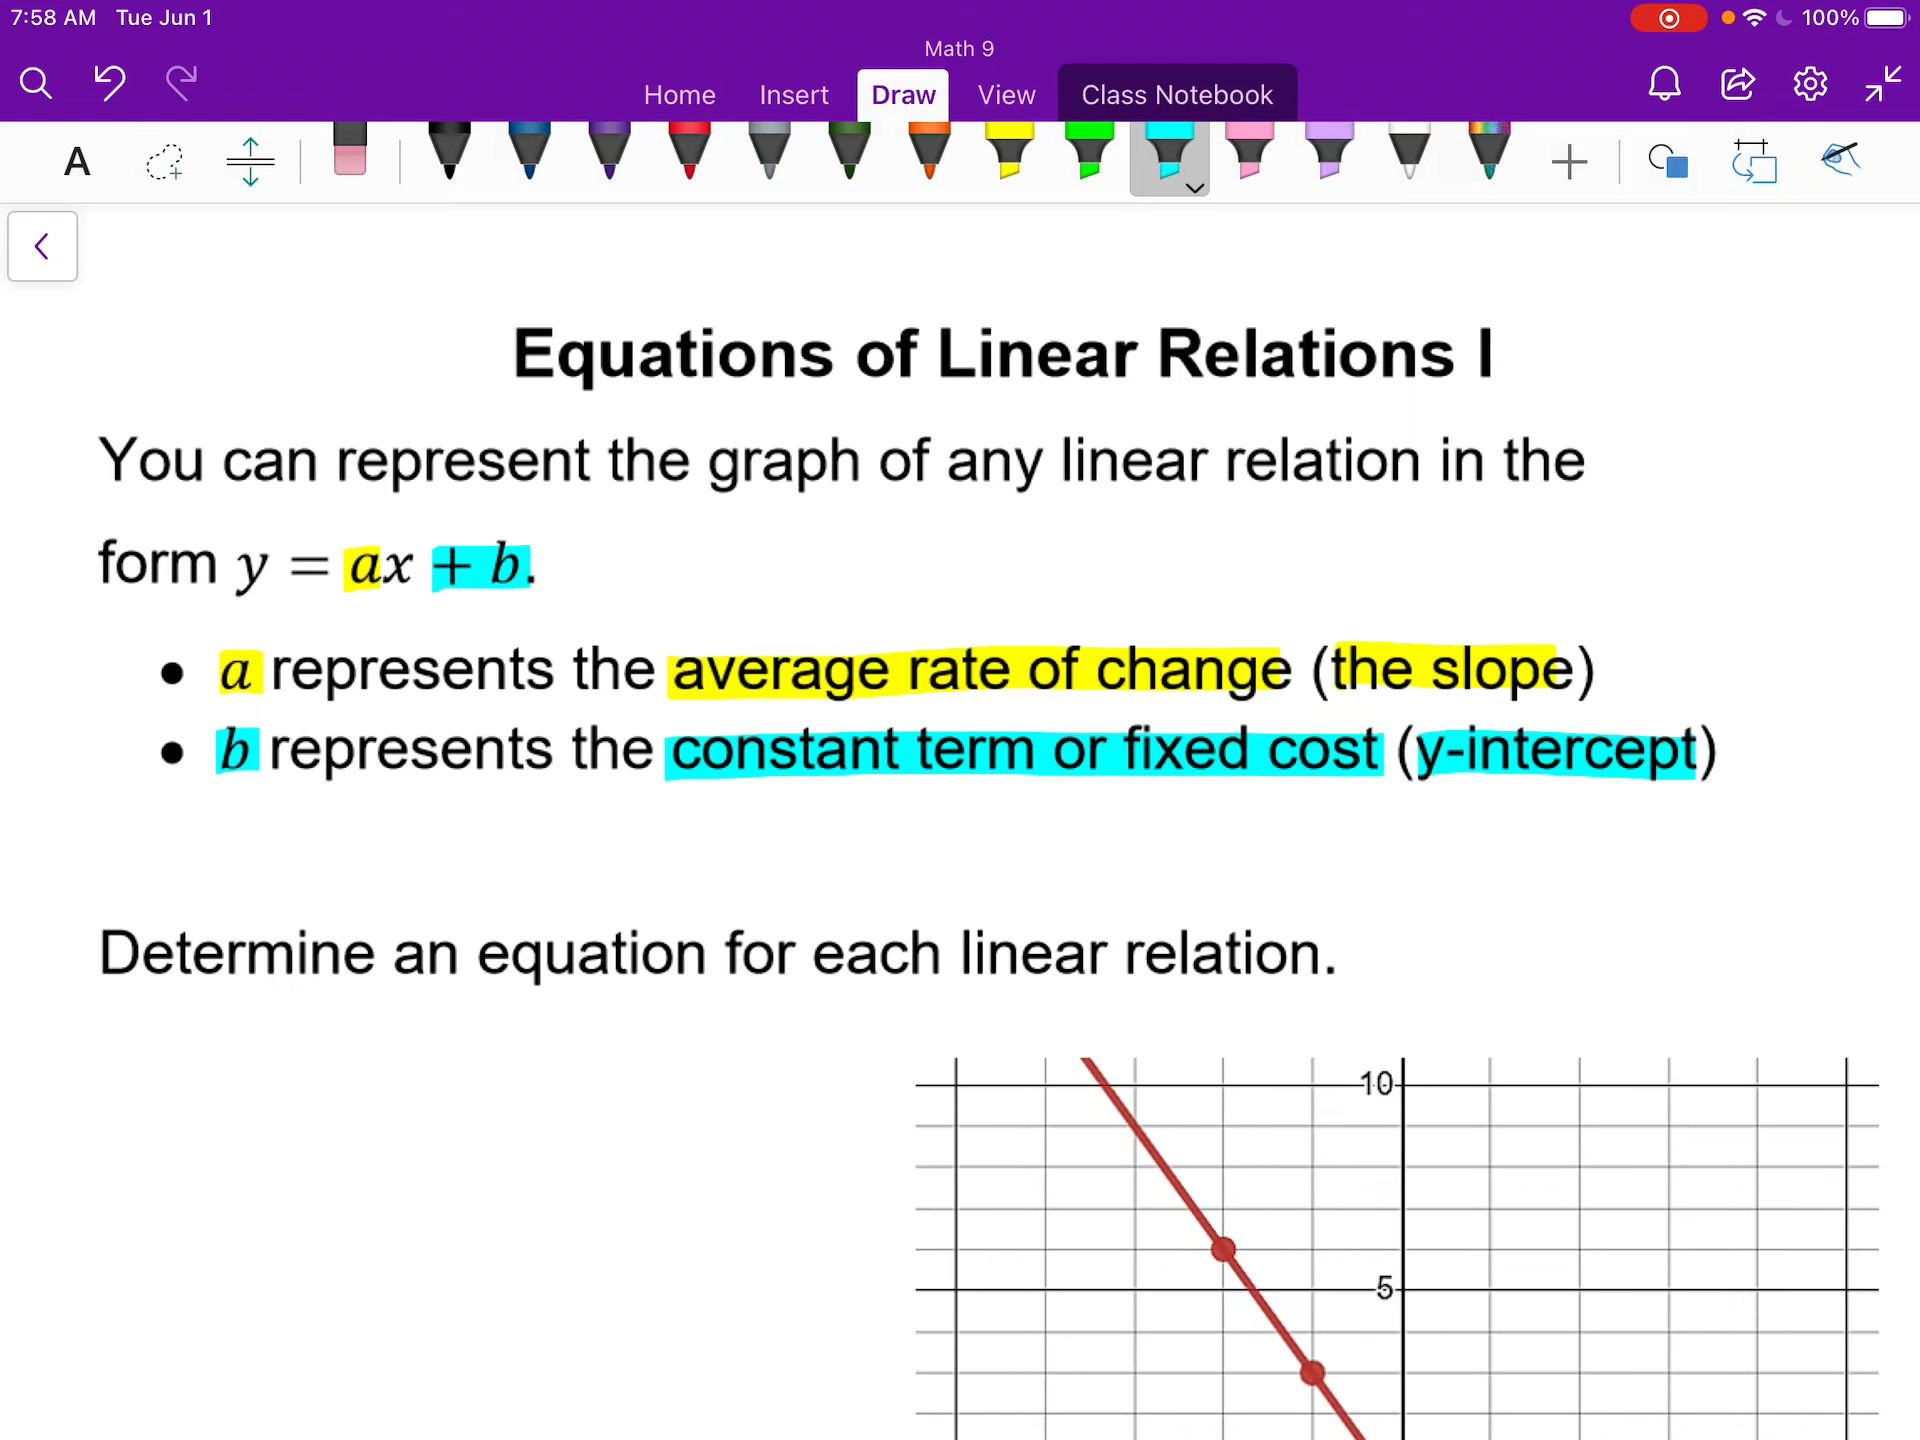 7:58 AM Tue Jun 1
100%
Math 9
Home Insert Draw View Class Notebook
A
Equations of Linear Relations I
You can represent the graph of any linear relation in the
form y = ax + b.
• a represents the average rate of change (the slope)
• b represents the constant term or fixed cost (y-intercept)
Determine an equation for each linear relation.
10
5